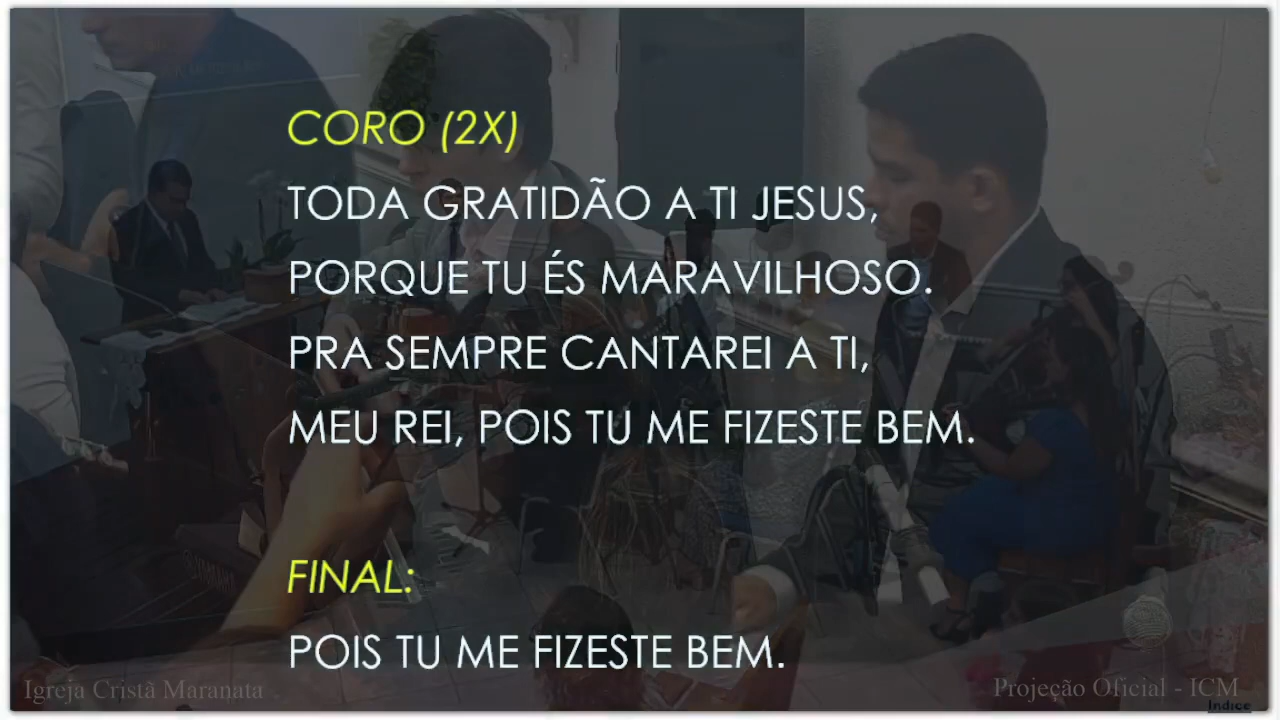 CORO (2X)
TODA GRATIDÃO A TI JESUS,
PORQUE TU ÉS MARAVILHOSO.
PRA SEMPRE CANTAREI A TI,
MEU REI, POIS TU ME FIZESTE BEM.
FINAL:
POIS TU ME FIZESTE BEM.
Igreja Cristã Maranata
Projeção Oficial - ICM
Índice